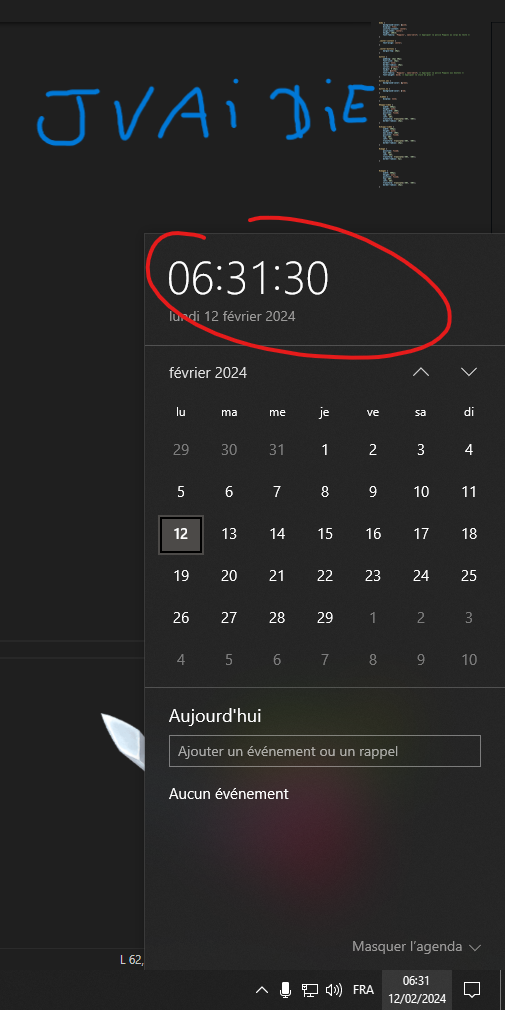 JVAi DiE
06:31:30
lundi 12 février 2024
février 2024
lu ma me je ve sa di
29 30 31 1 2 3 4
5 6 7 8 9 10 11
12 13 14 15 16 17 18
19 20 21 22 23 24 25
26 27 28 29 1 2 3
4 5 6 7 8 9 10
Aujourd'hui
Ajouter un événement ou un rappel
Aucun événement
Masquer l'agenda
L 62,
FRA
06:31
12/02/2024